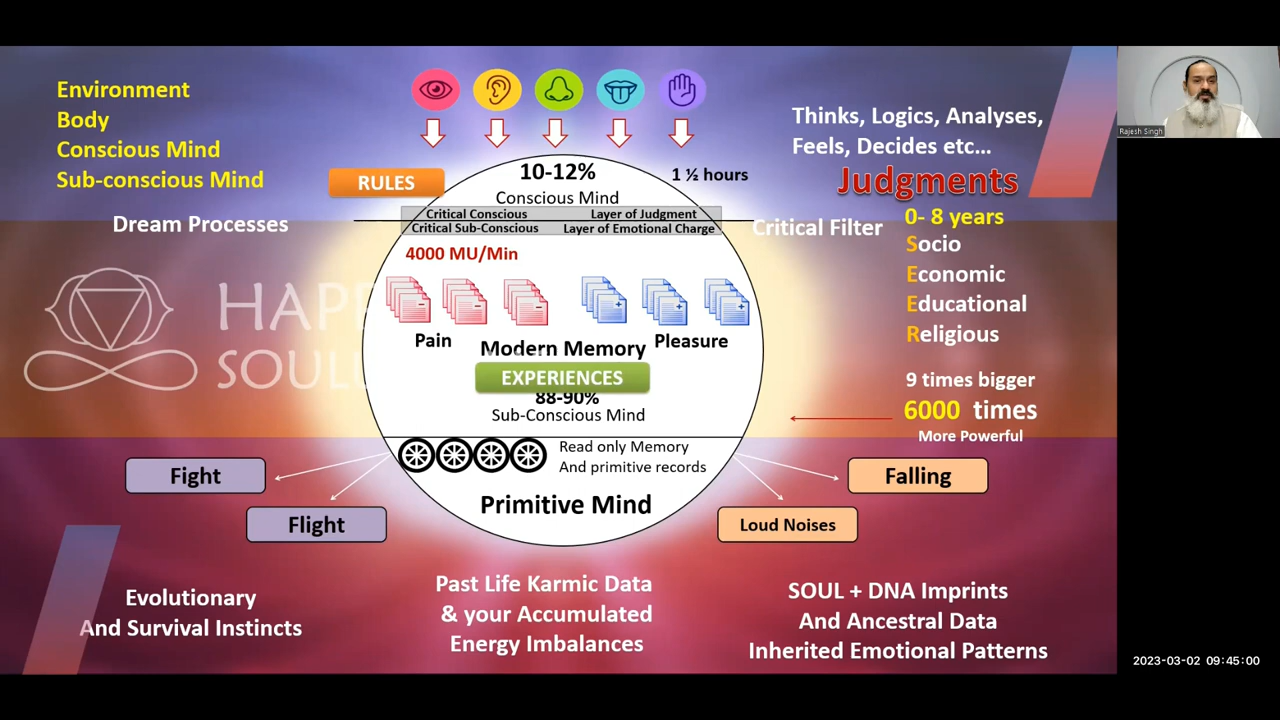 Environment
Body
Conscious Mind
Sub-conscious Mind
Dream Processes
RULES
10-12%
Conscious Mind
1 ½ hours
Critical Conscious
Layer of Judgment
Critical Sub-Conscious
Layer of Emotional Charge
Thinks, Logics, Analyses,
Feels, Decides etc...
Judgments
Critical Filter
0- 8 years
Socio
Economic
Educational
Religious
4000 MU/Min
Pain
Pleasure
Modern Memory
EXPERIENCES
88-90%
Sub-Conscious Mind
9 times bigger
6000 times
More Powerful
Read only Memory
And primitive records
Primitive Mind
Fight
Flight
Falling
Loud Noises
Evolutionary
And Survival Instincts
Past Life Karmic Data
& your Accumulated
Energy Imbalances
SOUL + DNA Imprints
And Ancestral Data
Inherited Emotional Patterns
Rajesh Singh
2023-03-02 09:45:00